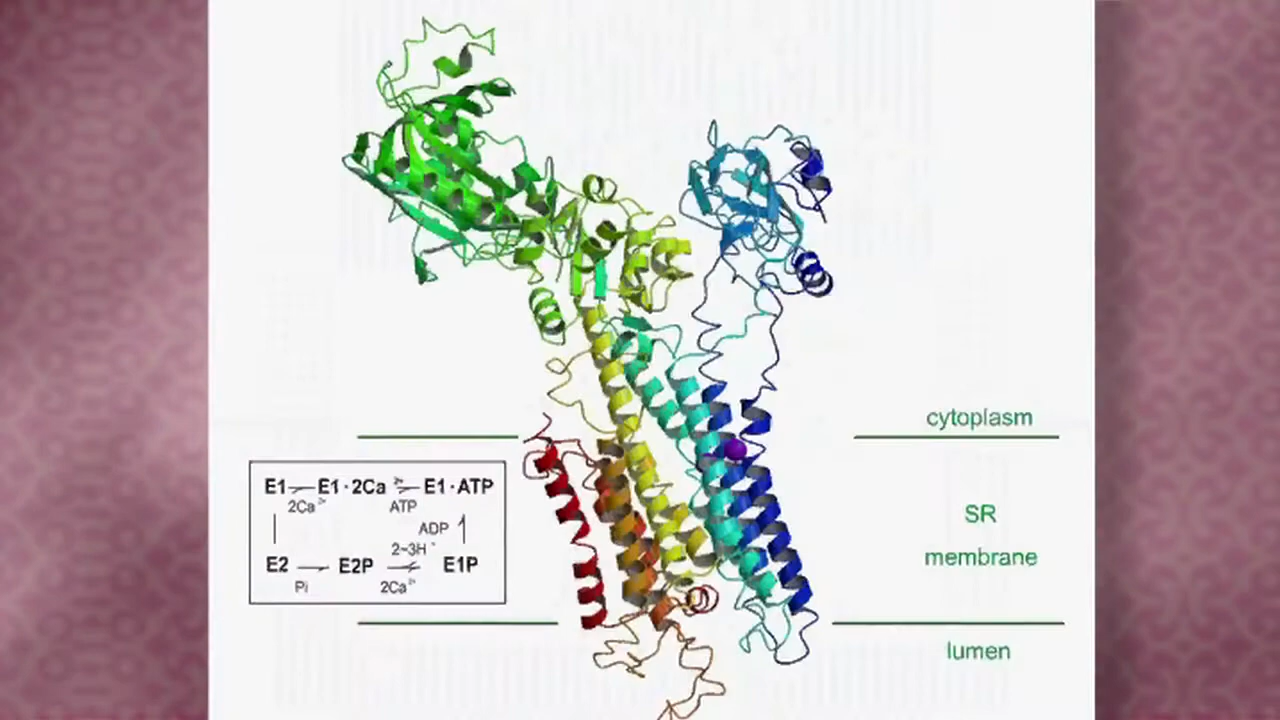 cytoplasm
E1 E1·2Ca E1·ATP
2Ca²⁺ ATP
ADP
SR
2~3H⁺
E2 E2P E1P
membrane
Pi 2Ca²⁺
lumen